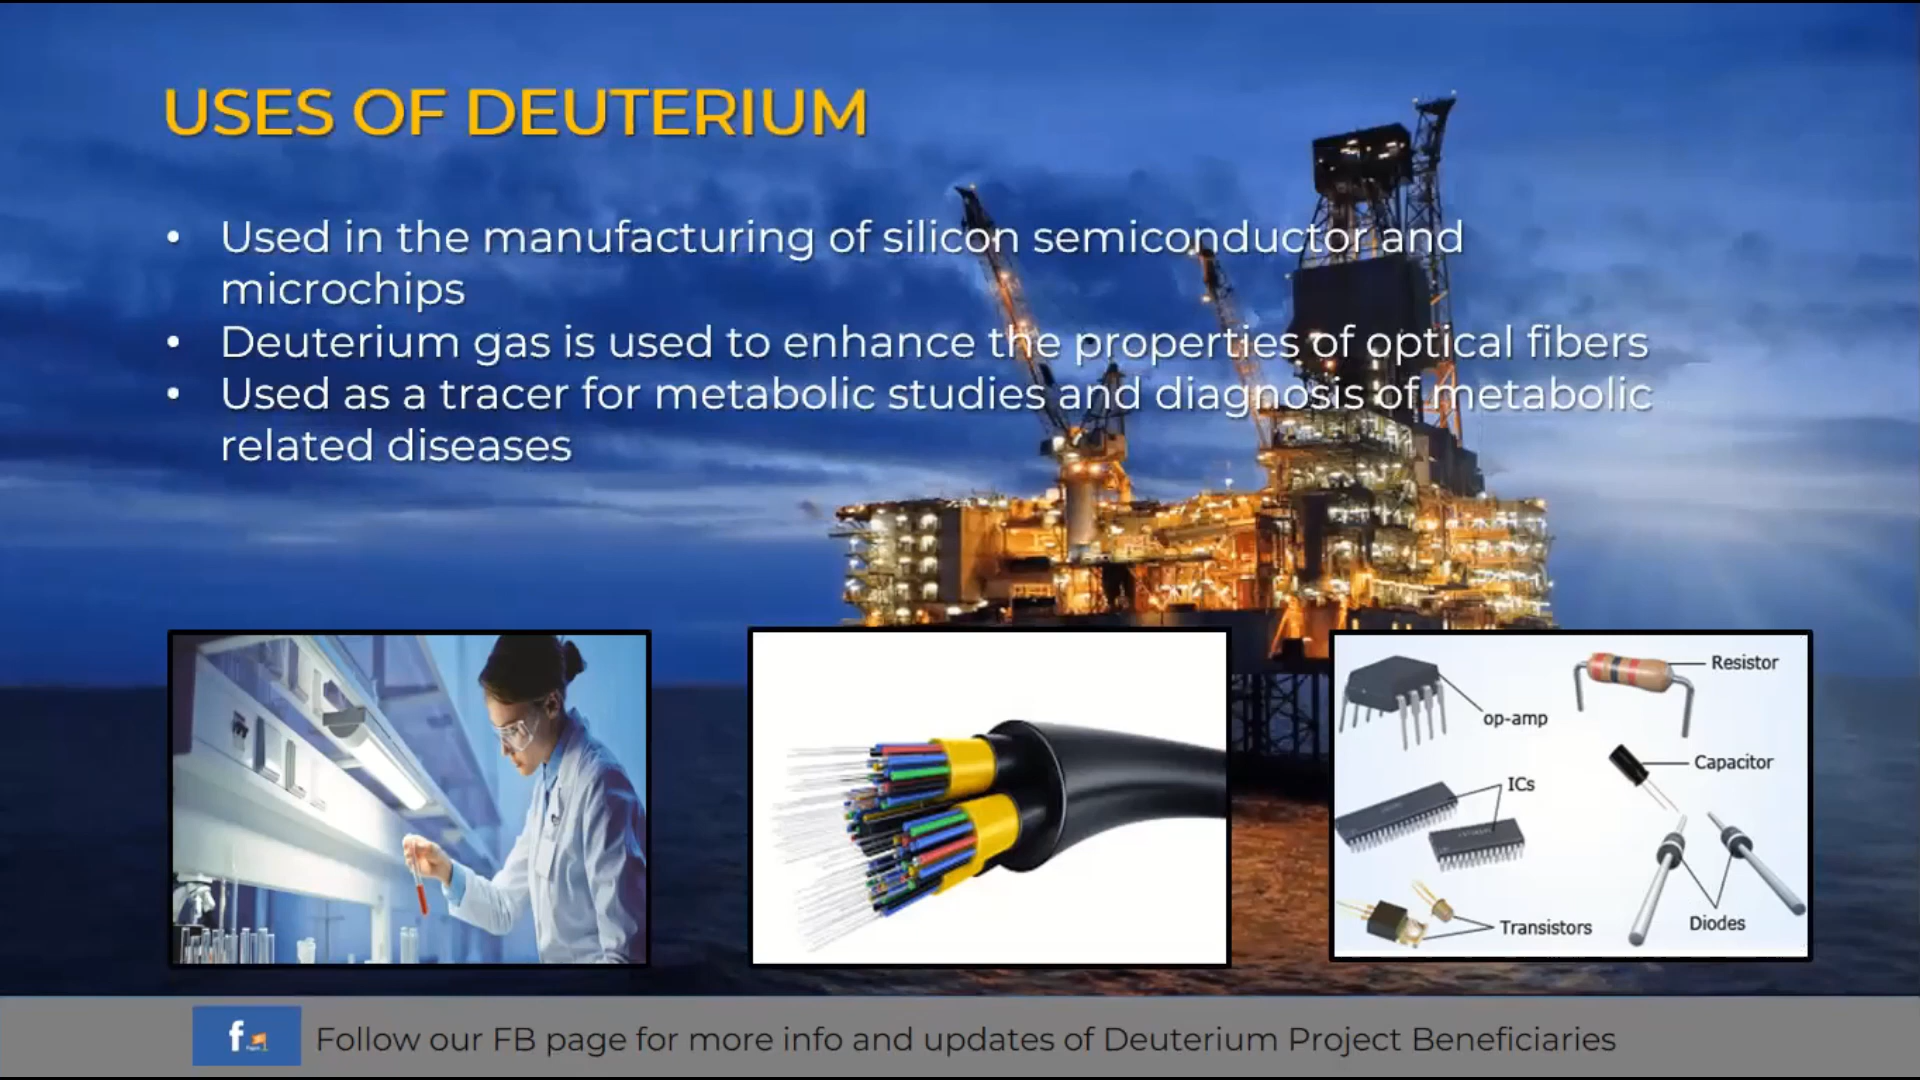 USES OF DEUTERIUM
• Used in the manufacturing of silicon semiconductor and
microchips
• Deuterium gas is used to enhance the properties of optical fibers
• Used as a tracer for metabolic studies and diagnosis of metabolic
related diseases
Resistor
op-amp
Capacitor
ICs
Diodes
Transistors
f
Follow our FB page for more info and updates of Deuterium Project Beneficiaries